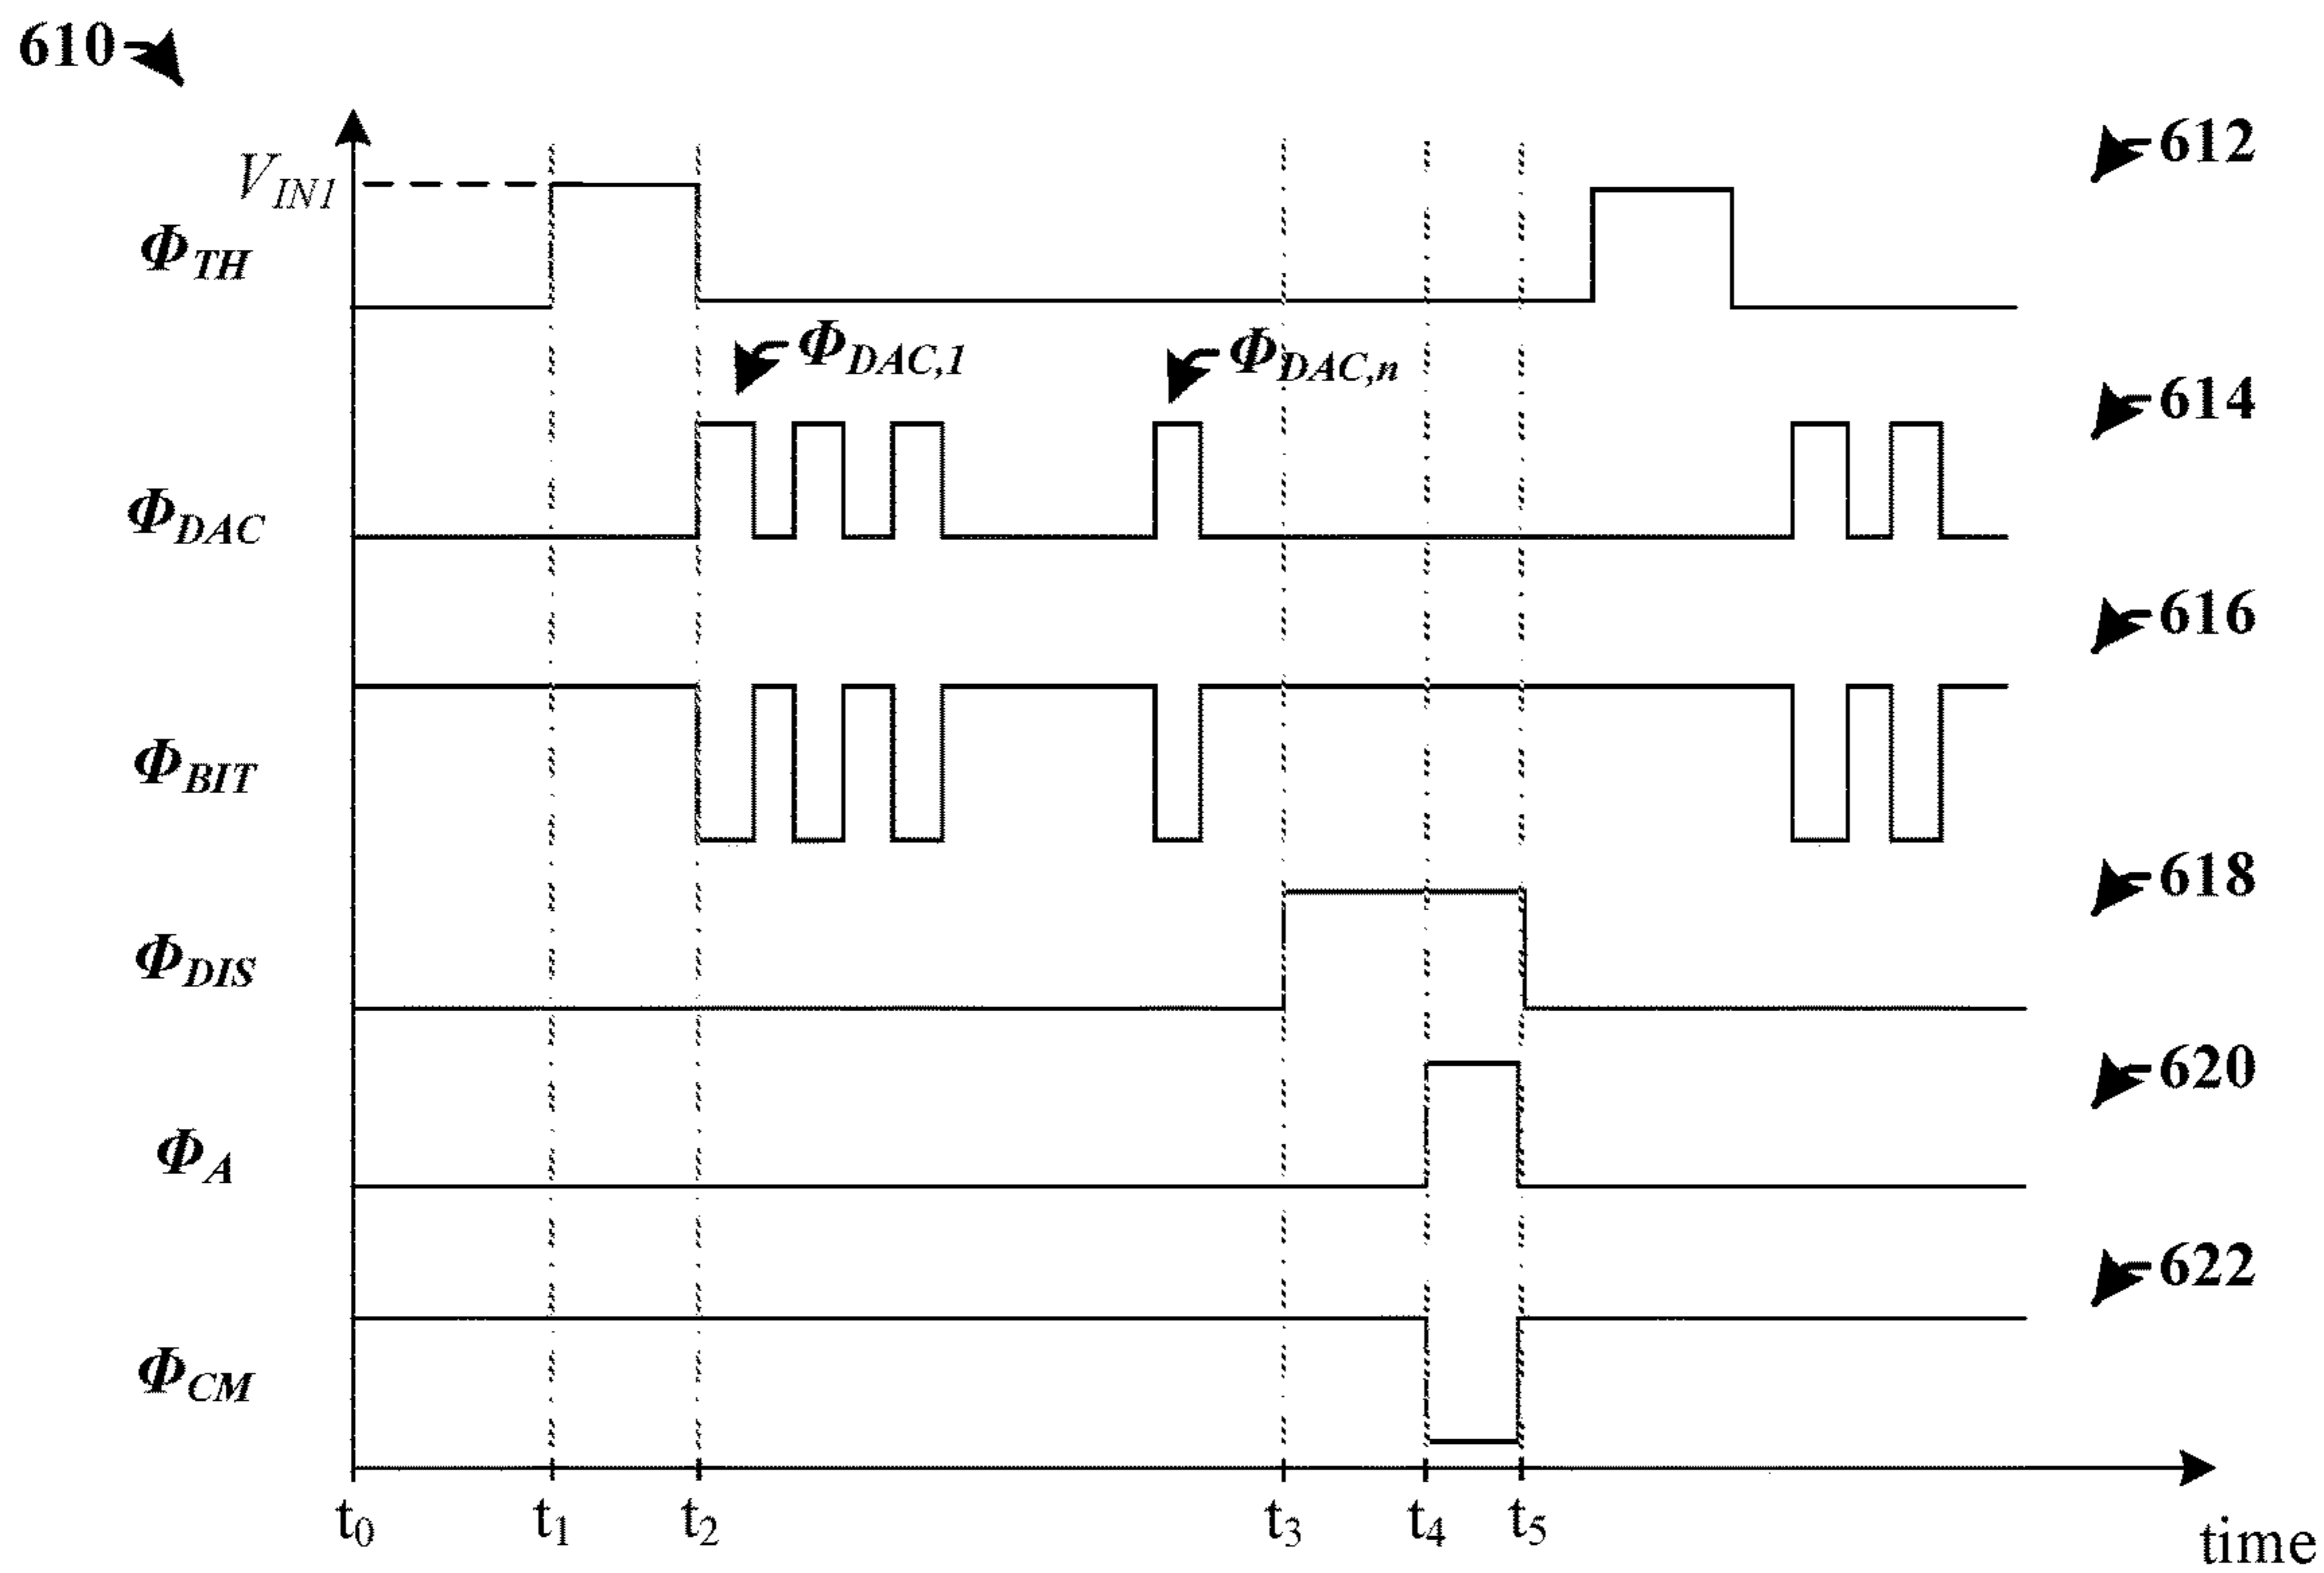 610
612
V_IN1
Φ_TH
Φ_DAC,1
Φ_DAC,n
614
Φ_DAC
616
Φ_BIT
618
Φ_DIS
620
Φ_A
622
Φ_CM
t_0 t_1 t_2 t_3 t_4 t_5
time